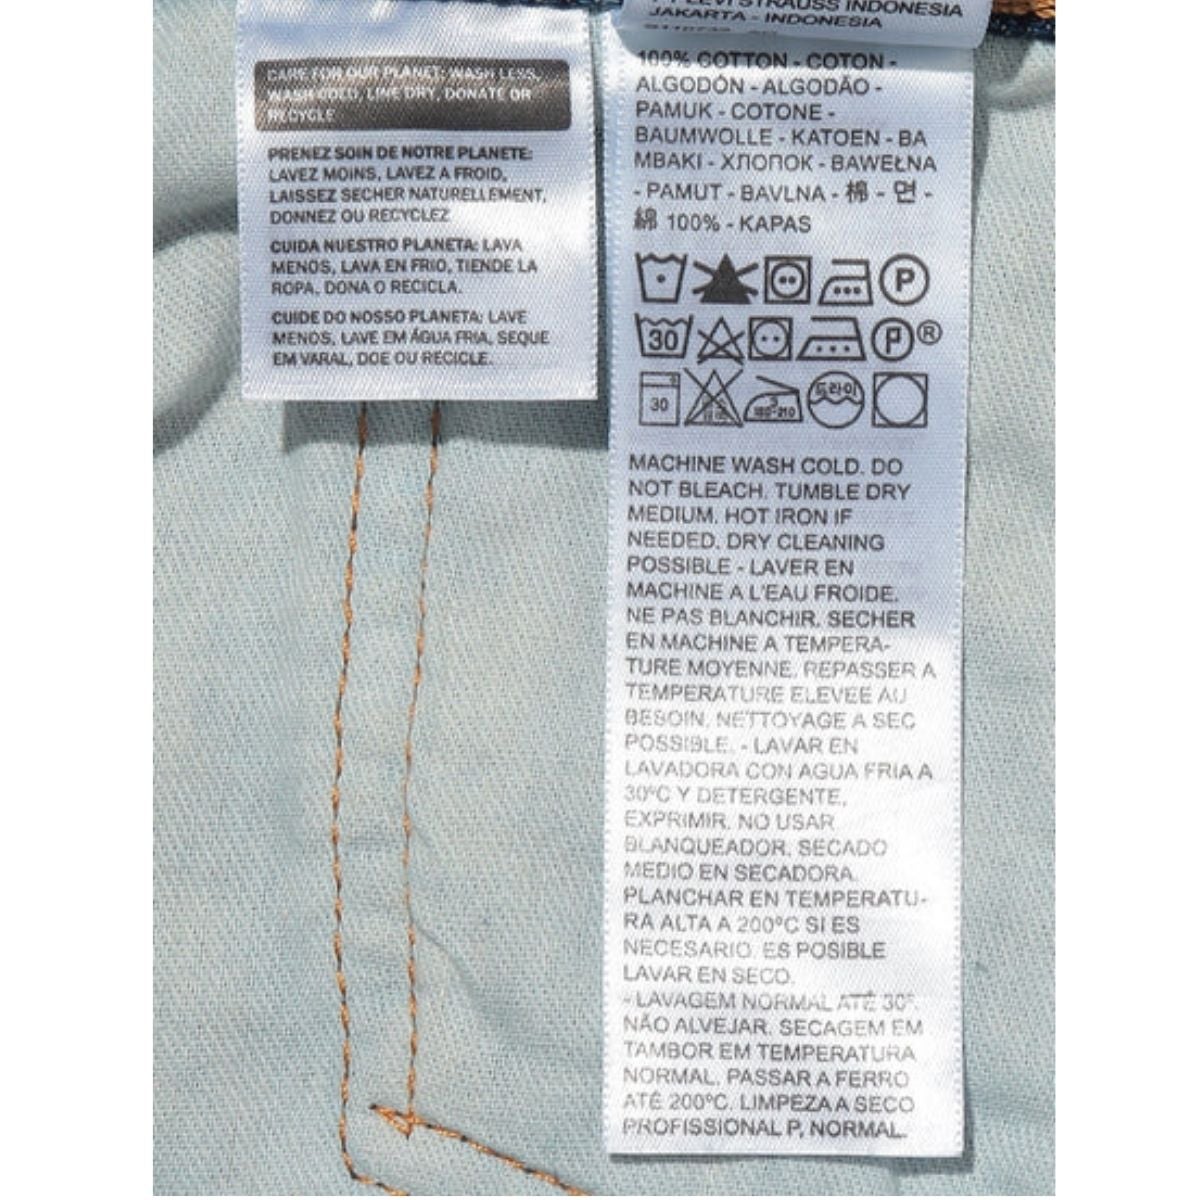 CARE FOR OUR PLANET: WASH LESS,
WASH COLD, LINE DRY, DONATE OR
RECYCLE
PRENEZ SOIN DE NOTRE PLANETE:
LAVEZ MOINS, LAVEZ A FROID,
LAISSEZ SECHER NATURELLEMENT,
DONNEZ OU RECYCLEZ
CUIDA NUESTRO PLANETA: LAVA
MENOS, LAVA EN FRIO, TIENDE LA
ROPA, DONA O RECICLA.
CUIDE DO NOSSO PLANETA: LAVE
MENOS, LAVE EM ÁGUA FRIA, SEQUE
EM VARAL, DOE OU RECICLE.
LEVI STRAUSS INDONESIA
JAKARTA - INDONESIA
100% COTTON - COTON -
ALGODÓN - ALGODÃO -
PAMUK - COTONE -
BAUMWOLLE - KATOEN - BA
MBAKI - ХЛОПОК - BAWEŁNA
- PAMUT - BAVLNA - 棉 - 면 -
綿 100% - KAPAS
P
30 P ®
30 3 180-210 드라이
MACHINE WASH COLD. DO
NOT BLEACH. TUMBLE DRY
MEDIUM. HOT IRON IF
NEEDED. DRY CLEANING
POSSIBLE - LAVER EN
MACHINE A L'EAU FROIDE.
NE PAS BLANCHIR. SECHER
EN MACHINE A TEMPERA-
TURE MOYENNE. REPASSER A
TEMPERATURE ELEVEE AU
BESOIN. NETTOYAGE A SEC
POSSIBLE. - LAVAR EN
LAVADORA CON AGUA FRIA A
30ºC Y DETERGENTE,
EXPRIMIR. NO USAR
BLANQUEADOR. SECADO
MEDIO EN SECADORA.
PLANCHAR EN TEMPERATU-
RA ALTA A 200ºC SI ES
NECESARIO. ES POSIBLE
LAVAR EN SECO.
- LAVAGEM NORMAL ATÉ 30º.
NÃO ALVEJAR. SECAGEM EM
TAMBOR EM TEMPERATURA
NORMAL. PASSAR A FERRO
ATÉ 200ºC. LIMPEZA A SECO
PROFISSIONAL P, NORMAL.